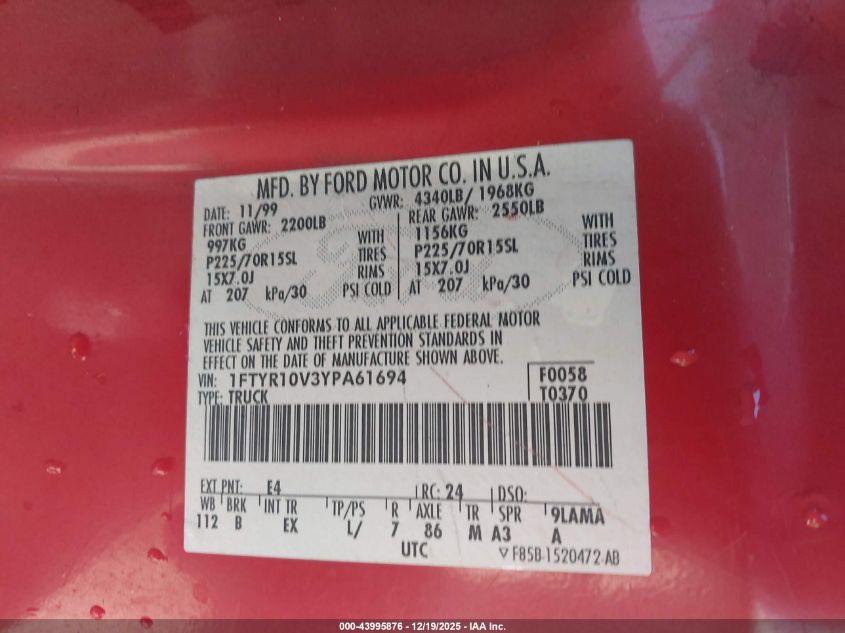 MFD. BY FORD MOTOR CO. IN U.S.A.
DATE: 11/99 GVWR: 4340LB/ 1968KG
FRONT GAWR: 2200LB REAR GAWR: 2550LB
997KG WITH 1156KG WITH
P225/70R15SL TIRES P225/70R15SL TIRES
15X7.0J RIMS 15X7.0J RIMS
AT 207 kPa/30 PSI COLD AT 207 kPa/30 PSI COLD
THIS VEHICLE CONFORMS TO ALL APPLICABLE FEDERAL MOTOR
VEHICLE SAFETY AND THEFT PREVENTION STANDARDS IN
EFFECT ON THE DATE OF MANUFACTURE SHOWN ABOVE.
VIN: 1FTYR10V3YPA61694 F0058
TYPE: TRUCK T0370
EXT PNT: E4 RC: 24 DSO:
WB BRK INT TR TP/PS R AXLE TR SPR 9LAMA
112 B EX L/ 7 86 M A3 A
UTC F85B-1520472-AB
000-43995876 - 12/19/2025 - IAA Inc.